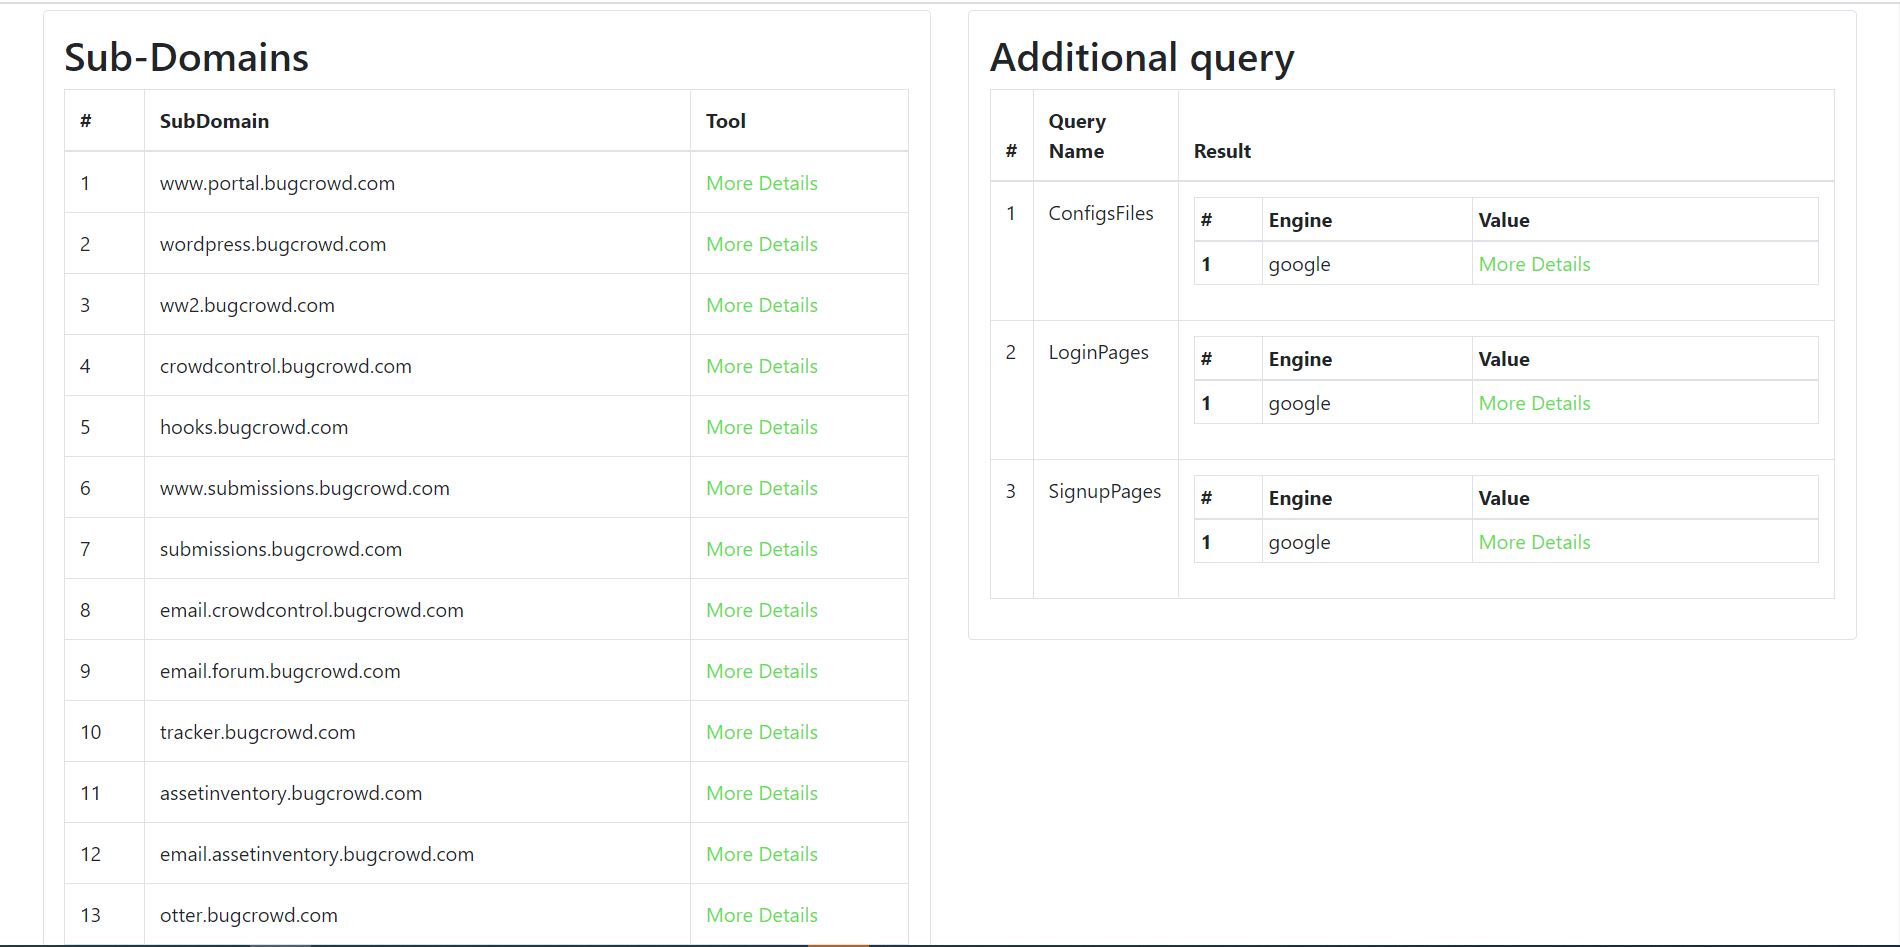 Sub-Domains
# SubDomain Tool
1 www.portal.bugcrowd.com More Details
2 wordpress.bugcrowd.com More Details
3 ww2.bugcrowd.com More Details
4 crowdcontrol.bugcrowd.com More Details
5 hooks.bugcrowd.com More Details
6 www.submissions.bugcrowd.com More Details
7 submissions.bugcrowd.com More Details
8 email.crowdcontrol.bugcrowd.com More Details
9 email.forum.bugcrowd.com More Details
10 tracker.bugcrowd.com More Details
11 assetinventory.bugcrowd.com More Details
12 email.assetinventory.bugcrowd.com More Details
13 otter.bugcrowd.com More Details
Additional query
# Query Name Result
1 ConfigsFiles
# Engine Value
1 google More Details
2 LoginPages
# Engine Value
1 google More Details
3 SignupPages
# Engine Value
1 google More Details